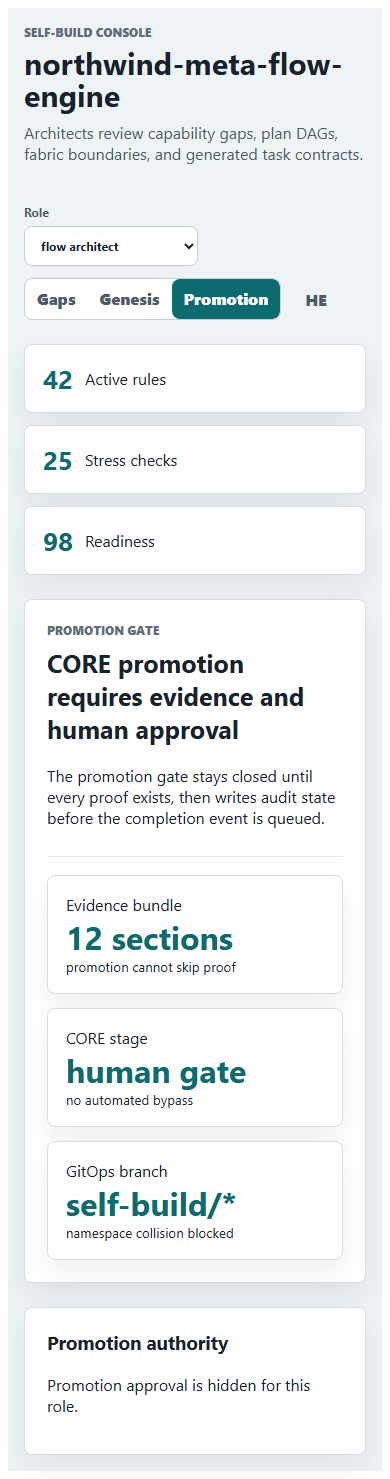 SELF-BUILD CONSOLE
northwind-meta-flow-
engine
Architects review capability gaps, plan DAGs,
fabric boundaries, and generated task contracts.
Role
flow architect
Gaps Genesis Promotion HE
42 Active rules
25 Stress checks
98 Readiness
PROMOTION GATE
CORE promotion
requires evidence and
human approval
The promotion gate stays closed until
every proof exists, then writes audit state
before the completion event is queued.
Evidence bundle
12 sections
promotion cannot skip proof
CORE stage
human gate
no automated bypass
GitOps branch
self-build/*
namespace collision blocked
Promotion authority
Promotion approval is hidden for this
role.